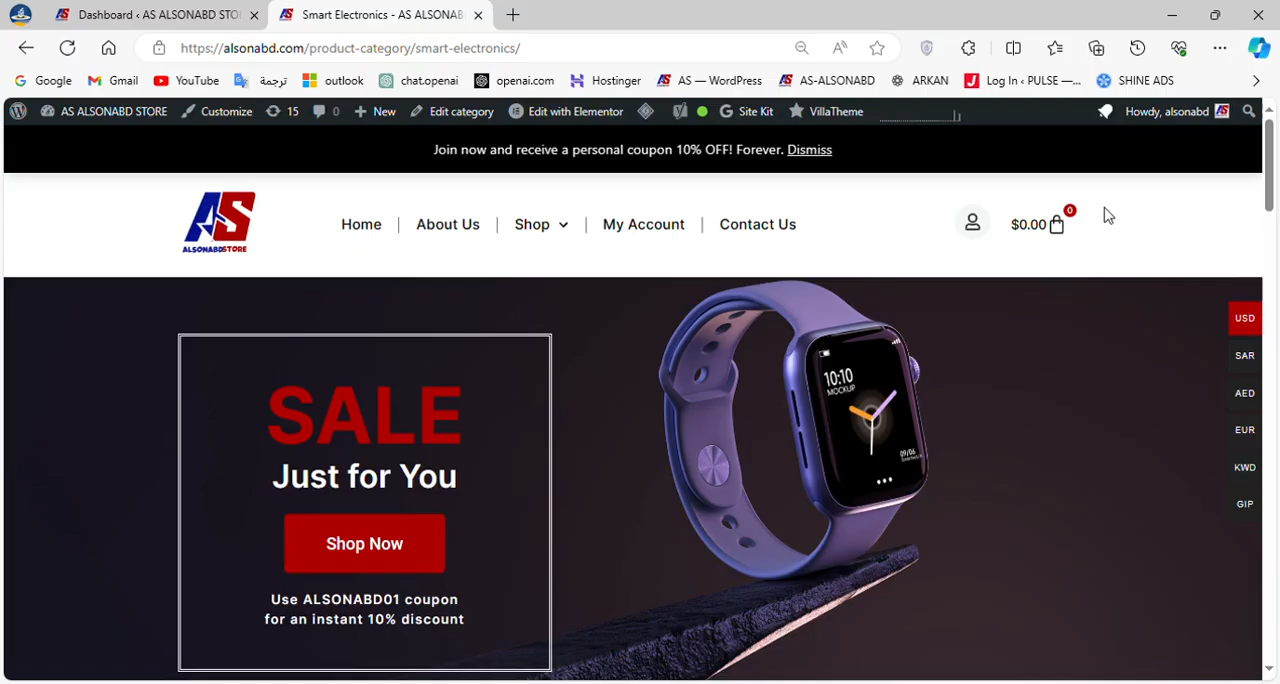 Dashboard ‹ AS ALSONABD STO
Smart Electronics - AS ALSONAB
https://alsonabd.com/product-category/smart-electronics/
Google
Gmail
YouTube
ترجمة
outlook
chat.openai
openai.com
Hostinger
AS — WordPress
AS-ALSONABD
ARKAN
Log In ‹ PULSE —...
SHINE ADS
AS ALSONABD STORE
Customize
15
0
New
Edit category
Edit with Elementor
Site Kit
VillaTheme
Howdy, alsonabd
Join now and receive a personal coupon 10% OFF! Forever. Dismiss
AS
ALSONABDSTORE
Home
About Us
Shop
My Account
Contact Us
$0.00
0
SALE
Just for You
Shop Now
Use ALSONABD01 coupon
for an instant 10% discount
10:10
MOCKUP
09/06
USD
SAR
AED
EUR
KWD
GIP